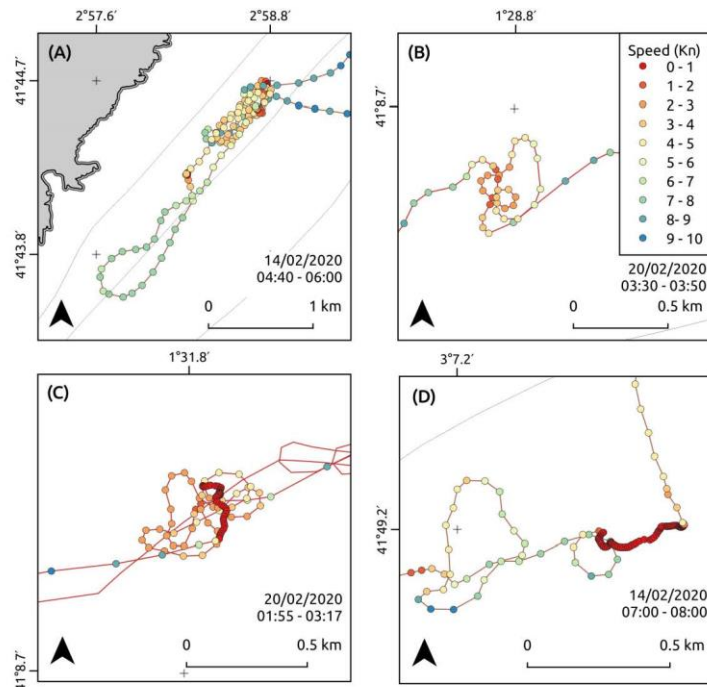 (A)
2°57.6′
2°58.8′
41°44.7′
41°43.8′
14/02/2020
04:40 - 06:00
0
1 km
(B)
1°28.8′
41°8.7′
Speed (Kn)
0 - 1
1 - 2
2 - 3
3 - 4
4 - 5
5 - 6
6 - 7
7 - 8
8- 9
9 - 10
20/02/2020
03:30 - 03:50
0
0.5 km
(C)
1°31.8′
41°8.7′
20/02/2020
01:55 - 03:17
0
0.5 km
(D)
3°7.2′
41°49.2′
14/02/2020
07:00 - 08:00
0
0.5 km